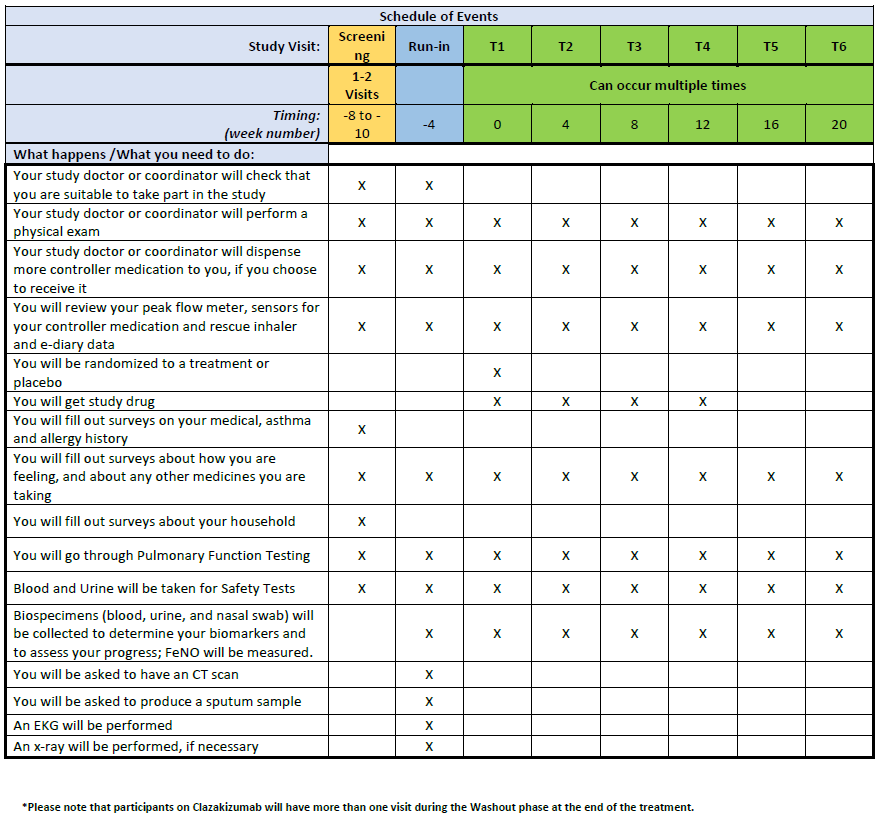 Schedule of Events
Study Visit: Screeni ng Run-in T1 T2 T3 T4 T5 T6
1-2 Visits Can occur multiple times
Timing: (week number) -8 to - 10 -4 0 4 8 12 16 20
What happens /What you need to do:
Your study doctor or coordinator will check that
you are suitable to take part in the study X X
Your study doctor or coordinator will perform a
physical exam X X X X X X X X
Your study doctor or coordinator will dispense
more controller medication to you, if you choose
to receive it X X X X X X X X
You will review your peak flow meter, sensors for
your controller medication and rescue inhaler
and e-diary data X X X X X X X X
You will be randomized to a treatment or
placebo X
You will get study drug X X X X
You will fill out surveys on your medical, asthma
and allergy history X
You will fill out surveys about how you are
feeling, and about any other medicines you are
taking X X X X X X X X
You will fill out surveys about your household X
You will go through Pulmonary Function Testing X X X X X X X X
Blood and Urine will be taken for Safety Tests X X X X X X X X
Biospecimens (blood, urine, and nasal swab) will
be collected to determine your biomarkers and
to assess your progress; FeNO will be measured. X X X X X X X
You will be asked to have an CT scan X
You will be asked to produce a sputum sample X
An EKG will be performed X
An x-ray will be performed, if necessary X
*Please note that participants on Clazakizumab will have more than one visit during the Washout phase at the end of the treatment.